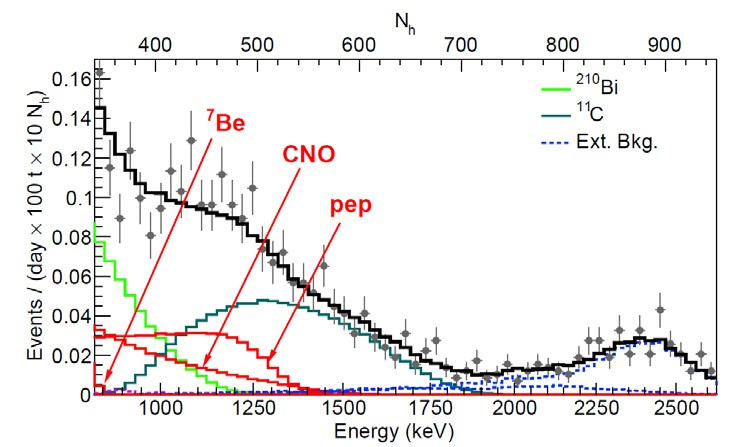 N_h
400 500 600 700 800 900
Events / (day × 100 t × 10 N_h)
0.16
0.14
0.12
0.1
0.08
0.06
0.04
0.02
0
²¹⁰Bi
¹¹C
Ext. Bkg.
⁷Be
CNO
pep
1000 1250 1500 1750 2000 2250 2500
Energy (keV)